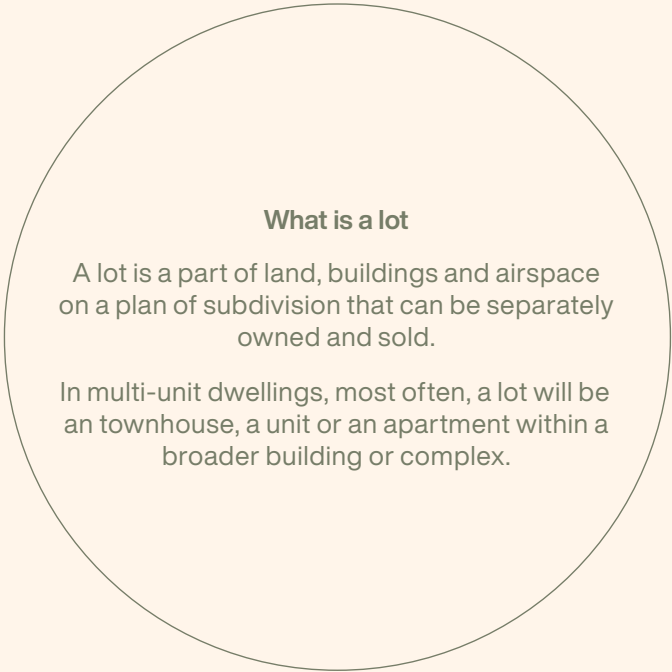 What is a lot
A lot is a part of land, buildings and airspace
on a plan of subdivision that can be separately
owned and sold.
In multi-unit dwellings, most often, a lot will be
an townhouse, a unit or an apartment within a
broader building or complex.